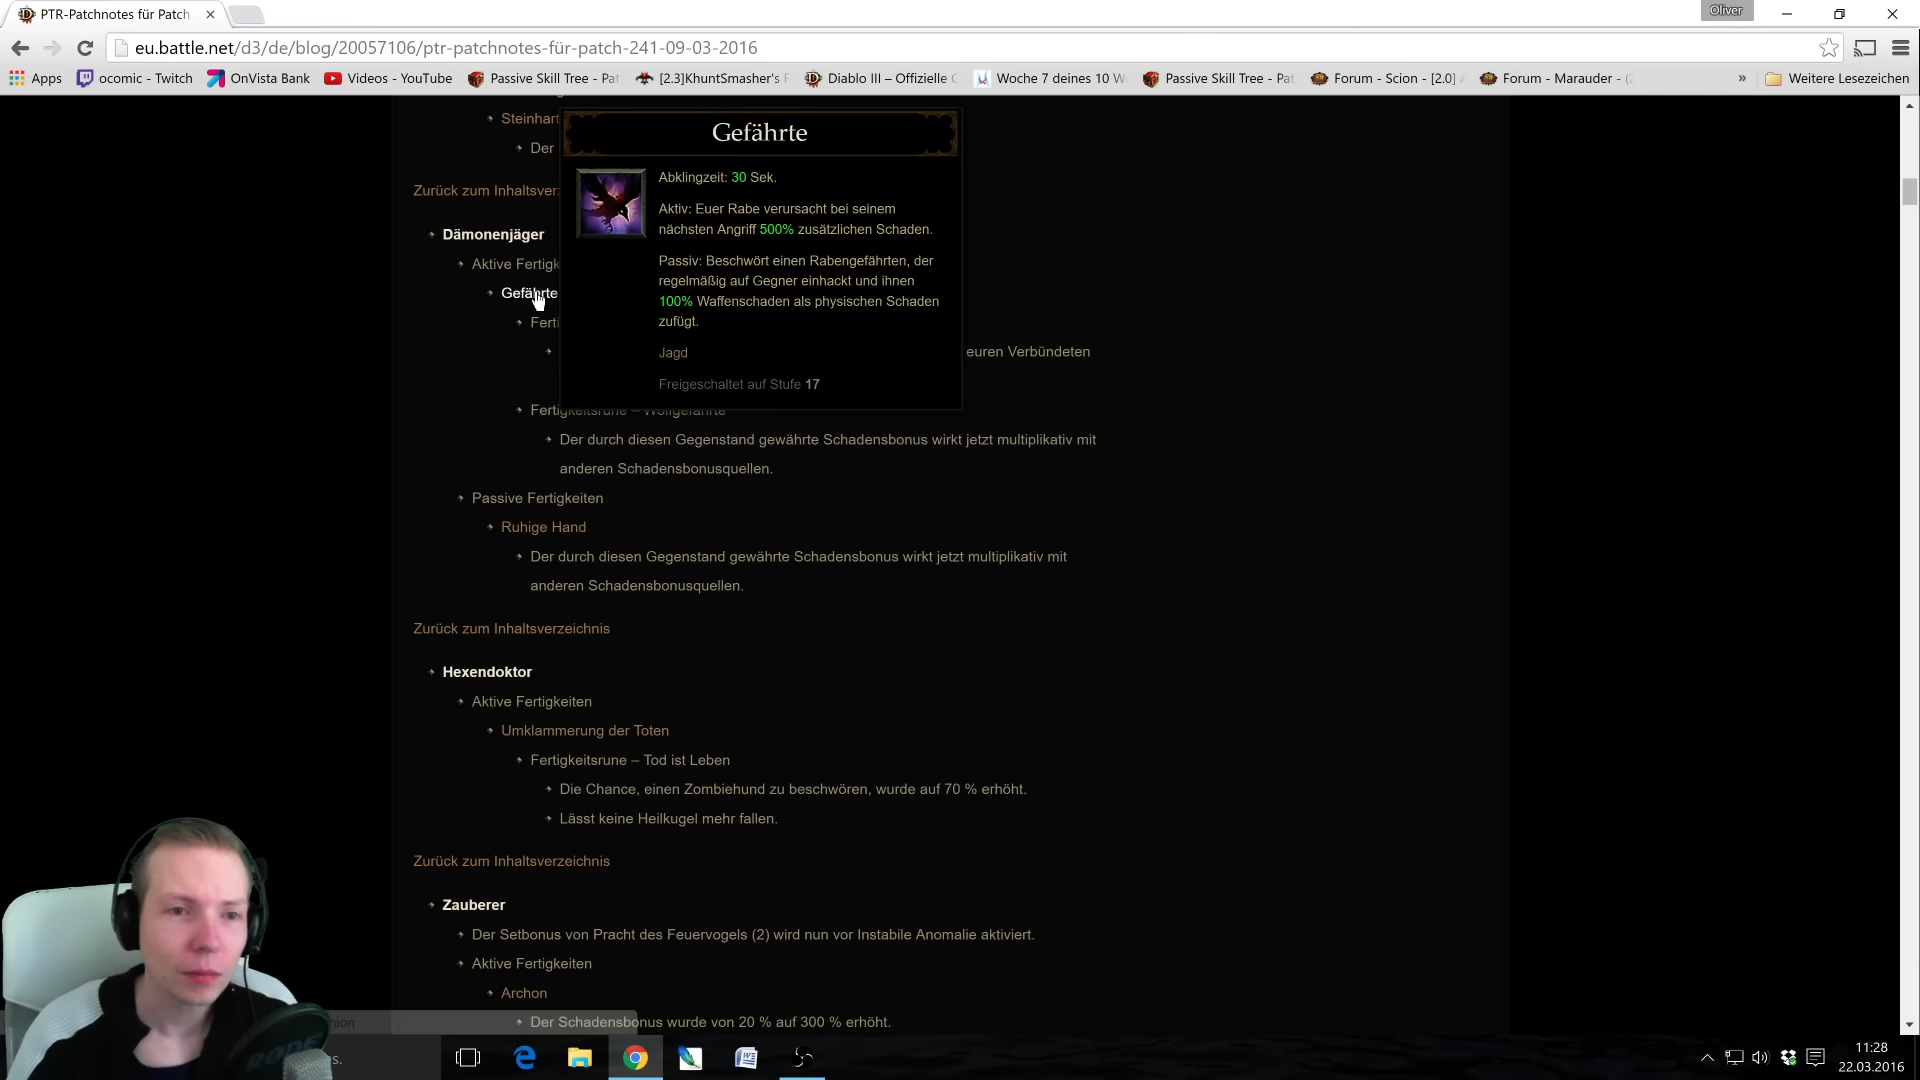 PTR-Patchnotes für Patch
Oliver
eu.battle.net/d3/de/blog/20057106/ptr-patchnotes-für-patch-241-09-03-2016
Apps
ocomic - Twitch
OnVista Bank
Videos - YouTube
Passive Skill Tree - Pat
[2.3]KhuntSmasher's F
Diablo III – Offizielle
Woche 7 deines 10 W
Passive Skill Tree - Pat
Forum - Scion - [2.0]
Forum - Marauder - (
»
Weitere Lesezeichen
Steinhart
Der
Zurück zum Inhaltsver
Dämonenjäger
Aktive Fertigk
Gefährte
Ferti
euren Verbündeten
Gefährte
Abklingzeit: 30 Sek.
Aktiv: Euer Rabe verursacht bei seinem
nächsten Angriff 500% zusätzlichen Schaden.
Passiv: Beschwört einen Rabengefährten, der
regelmäßig auf Gegner einhackt und ihnen
100% Waffenschaden als physischen Schaden
zufügt.
Jagd
Freigeschaltet auf Stufe 17
Fertigkeitsrune – Wolfgefährte
Der durch diesen Gegenstand gewährte Schadensbonus wirkt jetzt multiplikativ mit
anderen Schadensbonusquellen.
Passive Fertigkeiten
Ruhige Hand
Der durch diesen Gegenstand gewährte Schadensbonus wirkt jetzt multiplikativ mit
anderen Schadensbonusquellen.
Zurück zum Inhaltsverzeichnis
Hexendoktor
Aktive Fertigkeiten
Umklammerung der Toten
Fertigkeitsrune – Tod ist Leben
Die Chance, einen Zombiehund zu beschwören, wurde auf 70 % erhöht.
Lässt keine Heilkugel mehr fallen.
Zurück zum Inhaltsverzeichnis
Zauberer
Der Setbonus von Pracht des Feuervogels (2) wird nun vor Instabile Anomalie aktiviert.
Aktive Fertigkeiten
Archon
Der Schadensbonus wurde von 20 % auf 300 % erhöht.
RODE
11:28
22.03.2016